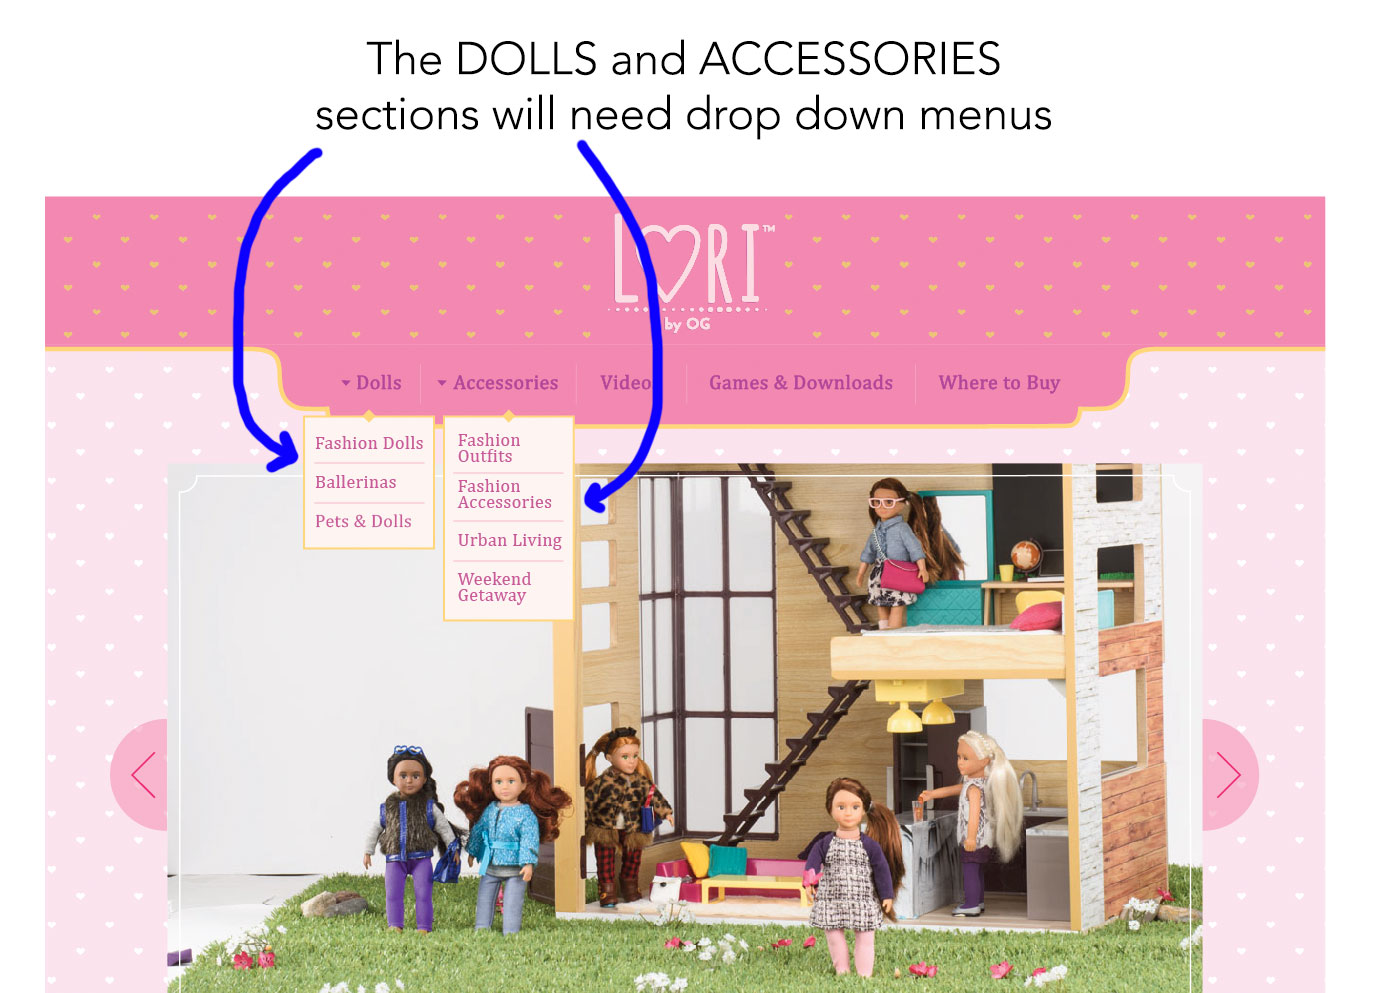 The DOLLS and ACCESSORIES
sections will need drop down menus
LORI™
by OG
Dolls
Accessories
Video
Games & Downloads
Where to Buy
Fashion Dolls
Ballerinas
Pets & Dolls
Fashion
Outfits
Fashion
Accessories
Urban Living
Weekend
Getaway